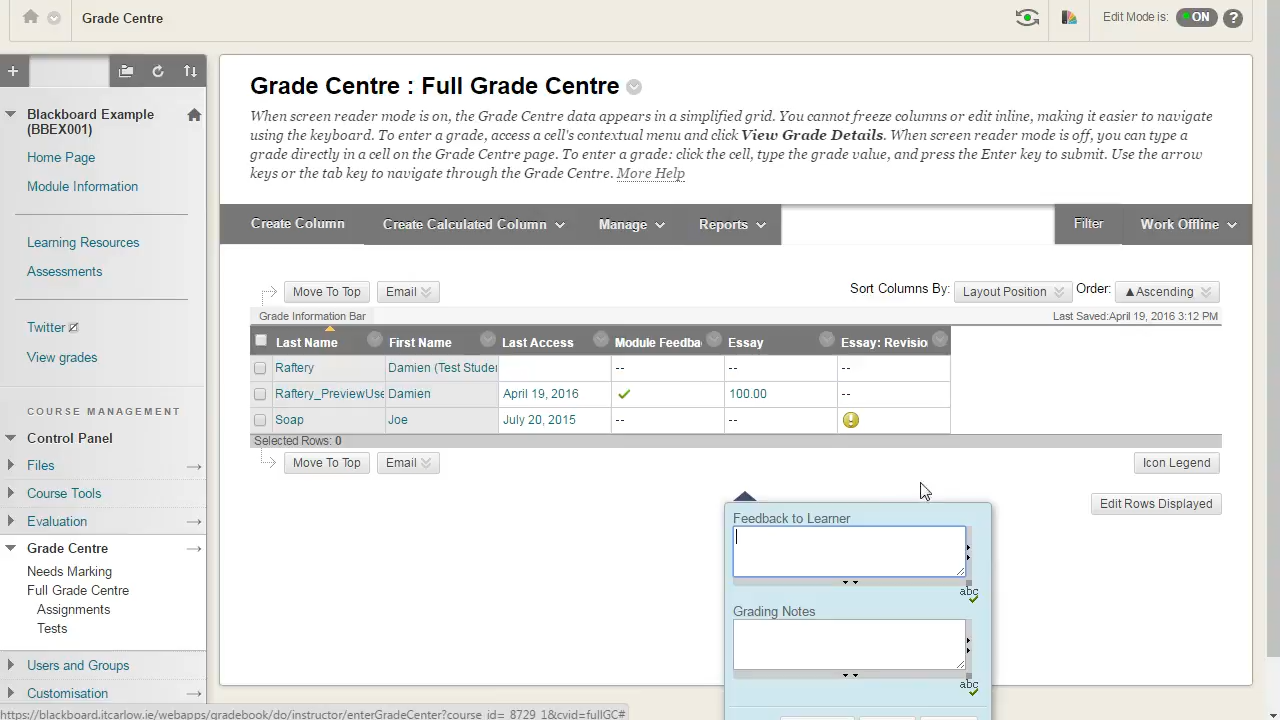 Grade Centre
Edit Mode is: ON ?
Blackboard Example
(BBEX001)
Home Page
Module Information
Learning Resources
Assessments
Twitter
View grades
COURSE MANAGEMENT
Control Panel
Files
Course Tools
Evaluation
Grade Centre
Needs Marking
Full Grade Centre
Assignments
Tests
Users and Groups
Customisation
Grade Centre : Full Grade Centre
When screen reader mode is on, the Grade Centre data appears in a simplified grid. You cannot freeze columns or edit inline, making it easier to navigate
using the keyboard. To enter a grade, access a cell's contextual menu and click View Grade Details. When screen reader mode is off, you can type a
grade directly in a cell on the Grade Centre page. To enter a grade: click the cell, type the grade value, and press the Enter key to submit. Use the arrow
keys or the tab key to navigate through the Grade Centre. More Help
Create Column Create Calculated Column Manage Reports Filter Work Offline
Move To Top Email Sort Columns By: Layout Position Order: ▲Ascending
Grade Information Bar Last Saved:April 19, 2016 3:12 PM
Last Name First Name Last Access Module Feedba Essay Essay: Revisio
Raftery Damien (Test Studer -- -- --
Raftery_PreviewUse Damien April 19, 2016 100.00 --
Soap Joe July 20, 2015 -- --
Selected Rows: 0
Move To Top Email Icon Legend
Edit Rows Displayed
Feedback to Learner
abc
Grading Notes
abc
https://blackboard.itcarlow.ie/webapps/gradebook/do/instructor/enterGradeCenter?course_id=_8729_1&cvid=fullGC#